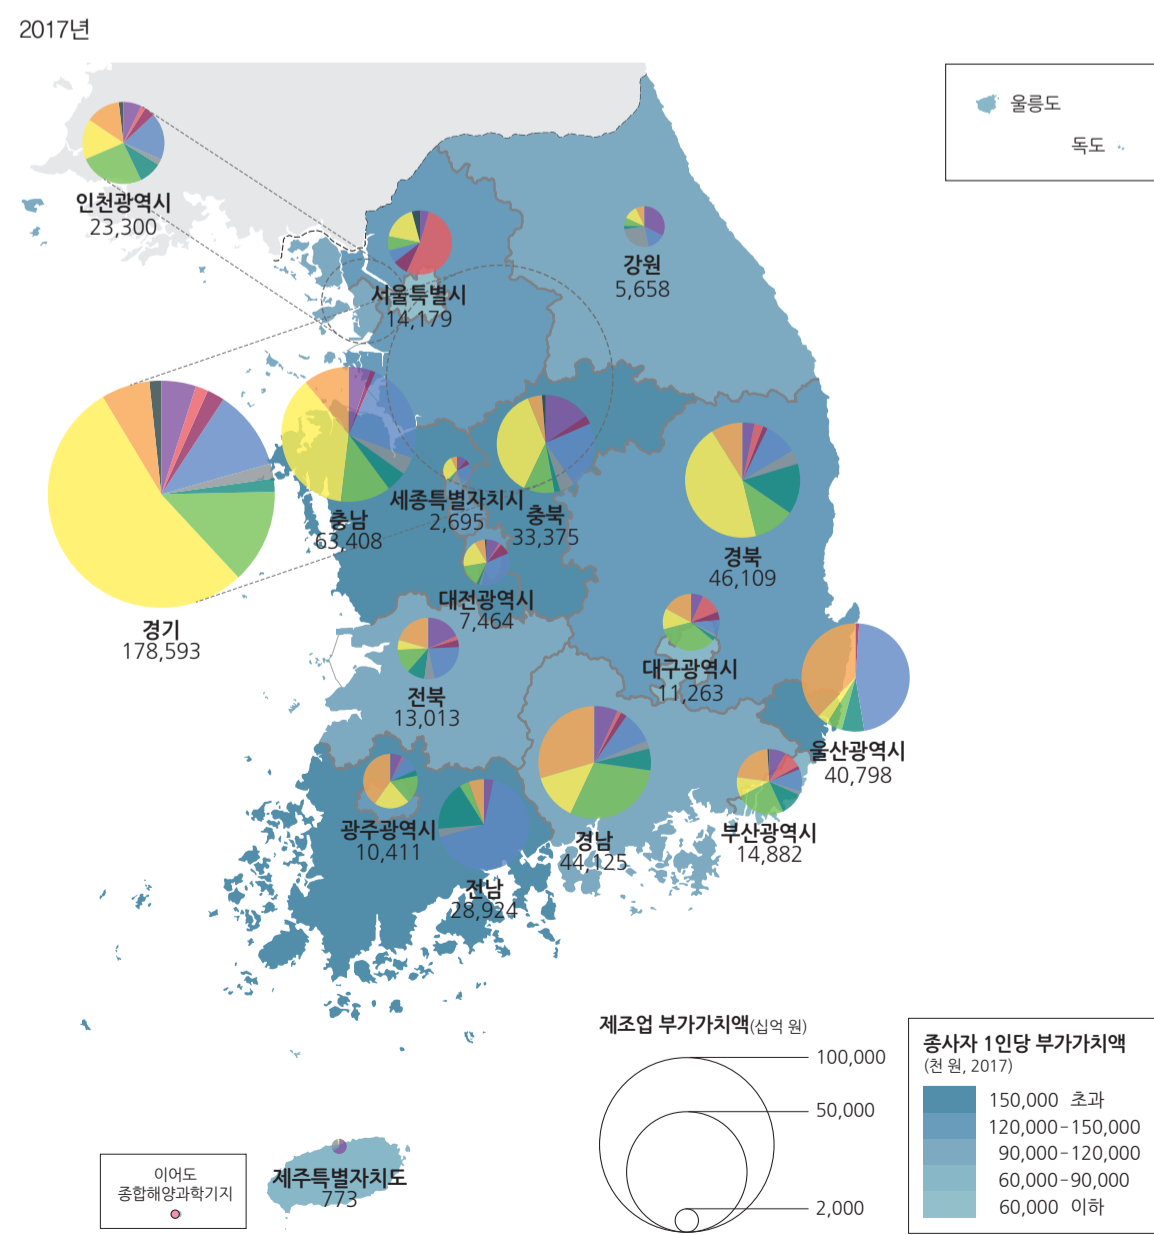 2017년
울릉도
독도
인천광역시
23,300
서울특별시
14,179
강원
5,658
경기
178,593
충남
63,408
세종특별자치시
2,695
충북
33,375
대전광역시
7,464
경북
46,109
전북
13,013
대구광역시
11,263
울산광역시
40,798
광주광역시
10,411
전남
28,924
경남
44,125
부산광역시
14,882
제주특별자치도
773
이어도
종합해양과학기지
제조업 부가가치액(십억 원)
100,000
50,000
2,000
종사자 1인당 부가가치액
(천 원, 2017)
150,000 초과
120,000-150,000
90,000-120,000
60,000-90,000
60,000 이하